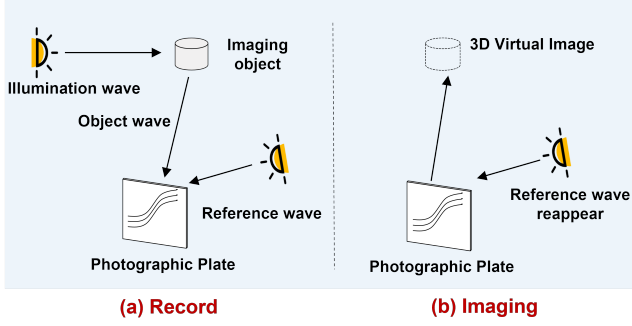 Illumination wave
Imaging
object
Object wave
Reference wave
Photographic Plate
(a) Record
3D Virtual Image
Reference wave
reappear
Photographic Plate
(b) Imaging